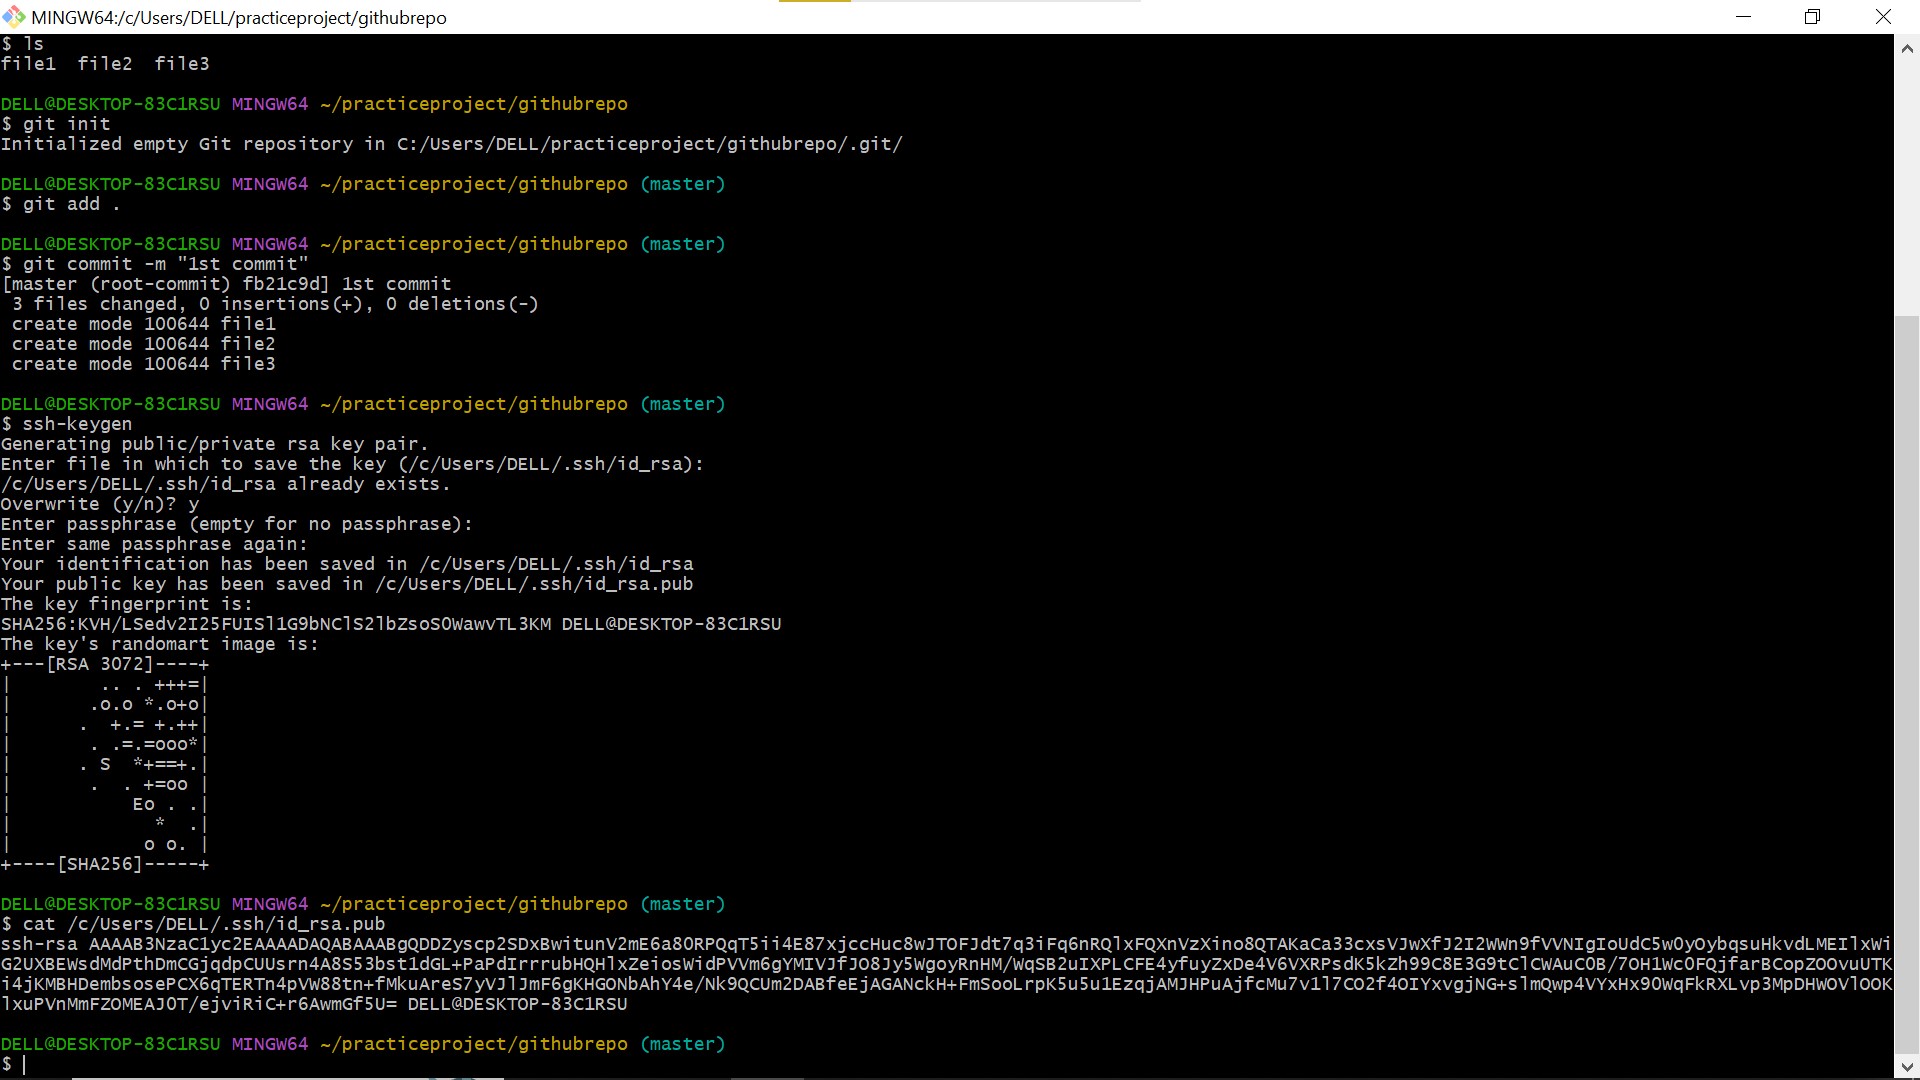 MINGW64:/c/Users/DELL/practiceproject/githubrepo
$ ls
file1  file2  file3
DELL@DESKTOP-83C1RSU MINGW64 ~/practiceproject/githubrepo
$ git init
Initialized empty Git repository in C:/Users/DELL/practiceproject/githubrepo/.git/
DELL@DESKTOP-83C1RSU MINGW64 ~/practiceproject/githubrepo (master)
$ git add .
DELL@DESKTOP-83C1RSU MINGW64 ~/practiceproject/githubrepo (master)
$ git commit -m "1st commit"
[master (root-commit) fb21c9d] 1st commit
 3 files changed, 0 insertions(+), 0 deletions(-)
 create mode 100644 file1
 create mode 100644 file2
 create mode 100644 file3
DELL@DESKTOP-83C1RSU MINGW64 ~/practiceproject/githubrepo (master)
$ ssh-keygen
Generating public/private rsa key pair.
Enter file in which to save the key (/c/Users/DELL/.ssh/id_rsa):
/c/Users/DELL/.ssh/id_rsa already exists.
Overwrite (y/n)? y
Enter passphrase (empty for no passphrase):
Enter same passphrase again:
Your identification has been saved in /c/Users/DELL/.ssh/id_rsa
Your public key has been saved in /c/Users/DELL/.ssh/id_rsa.pub
The key fingerprint is:
SHA256:KVH/LSedv2I25FUISl1G9bNClS2lbZsoS0WawvTL3KM DELL@DESKTOP-83C1RSU
The key's randomart image is:
+---[RSA 3072]----+
|        .. . +++=|
|       .o.o *.o+o|
|      .  +.= +.++|
|       . .=.=ooo*|
|      . S  *+==+.|
|       .  . +=oo |
|           Eo . .|
|             *  .|
|            o o. |
+----[SHA256]-----+
DELL@DESKTOP-83C1RSU MINGW64 ~/practiceproject/githubrepo (master)
$ cat /c/Users/DELL/.ssh/id_rsa.pub
ssh-rsa AAAAB3NzaC1yc2EAAAADAQABAAABgQDDZyscp2SDxBwitunV2mE6a80RPQqT5ii4E87xjccHuc8wJTOFJdt7q3iFq6nRQlxFQXnVzXino8QTAKaCa33cxsVJwXfJ2I2WWn9fVVNIgIoUdC5w0yOybqsuHkvdLMEIlxWi
G2UXBEWsdMdPthDmCGjqdpCUUsrn4A8S53bst1dGL+PaPdIrrrubHQHlxZeiosWidPVVm6gYMIVJfJO8Jy5WgoyRnHM/WqSB2uIXPLCFE4yfuyZxDe4V6VXRPsdK5kZh99C8E3G9tClCWAuC0B/7OH1Wc0FQjfarBCopZOOvuUTK
i4jKMBHDembsosePCX6qTERTn4pVW88tn+fMkuAreS7yVJlJmF6gKHGONbAhY4e/Nk9QCUm2DABfeEjAGANckH+FmSooLrpK5u5u1EzqjAMJHPuAjfcMu7v1l7CO2f4OIYxvgjNG+slmQwp4VYxHx90WqFkRXLvp3MpDHWOVlOOK
lxuPVnMmFZOMEAJ0T/ejviRiC+r6AwmGf5U= DELL@DESKTOP-83C1RSU
DELL@DESKTOP-83C1RSU MINGW64 ~/practiceproject/githubrepo (master)
$